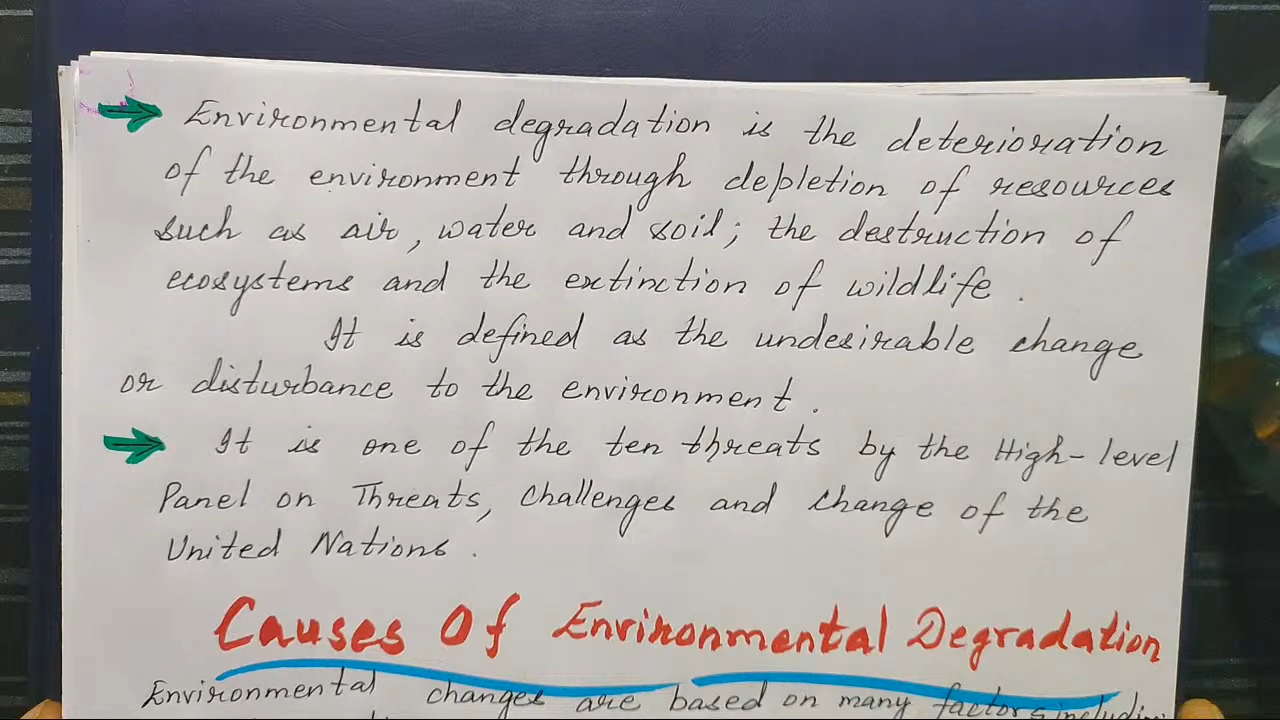 Environmental degradation is the deterioration
of the environment through depletion of resources
such as air, water and soil; the destruction of
ecosystems and the extinction of wildlife.
It is defined as the undesirable change
or disturbance to the environment.
It is one of the ten threats by the High-level
Panel on Threats, Challenges and change of the
United Nations.
Causes Of Environmental Degradation
Environmental changes are based on many factors